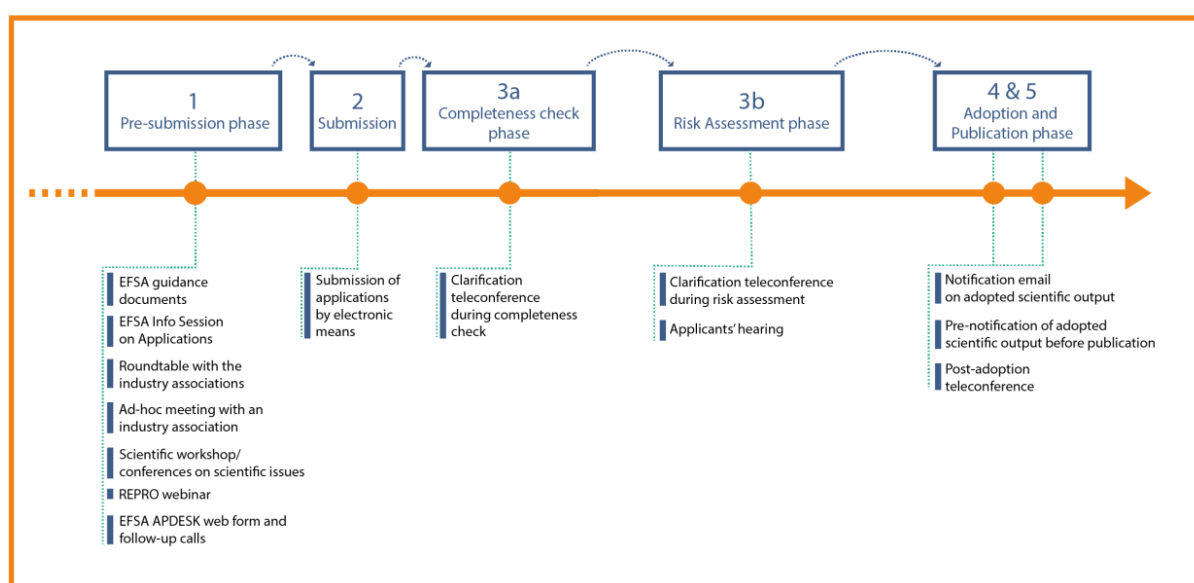 1
Pre-submission phase
2
Submission
3a
Completeness check
phase
3b
Risk Assessment phase
4 & 5
Adoption and
Publication phase
EFSA guidance
documents
EFSA Info Session
on Applications
Roundtable with the
industry associations
Ad-hoc meeting with an
industry association
Scientific workshop/
conferences on scientific issues
REPRO webinar
EFSA APDESK web form and
follow-up calls
Submission of
applications
by electronic
means
Clarification
teleconference
during completeness
check
Clarification teleconference
during risk assessment
Applicants' hearing
Notification email
on adopted scientific output
Pre-notification of adopted
scientific output before publication
Post-adoption
teleconference